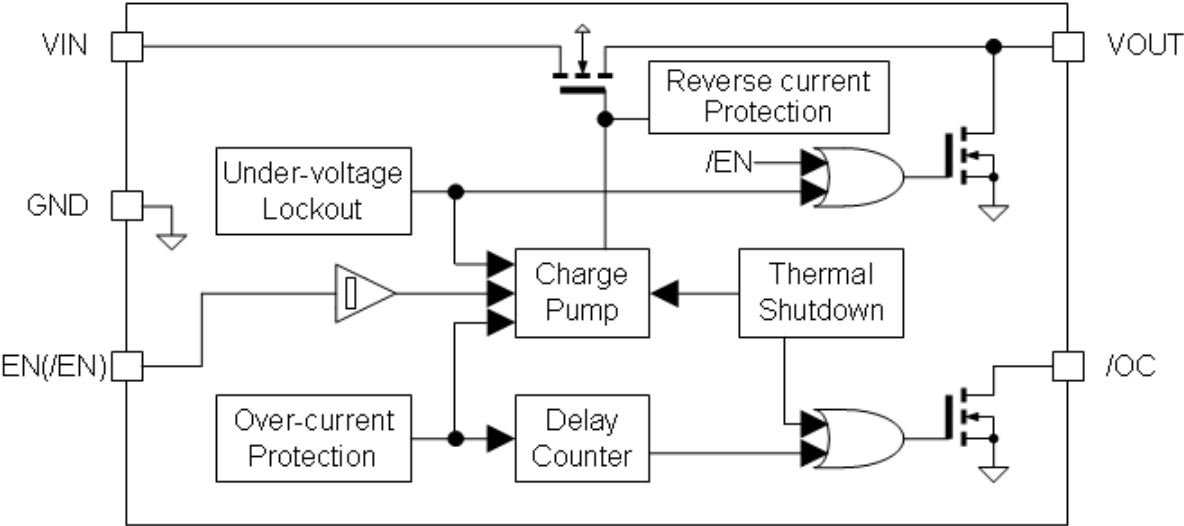 VIN
VOUT
Reverse current
Protection
/EN
Under-voltage
Lockout
GND
Charge
Pump
Thermal
Shutdown
EN(/EN)
/OC
Over-current
Protection
Delay
Counter